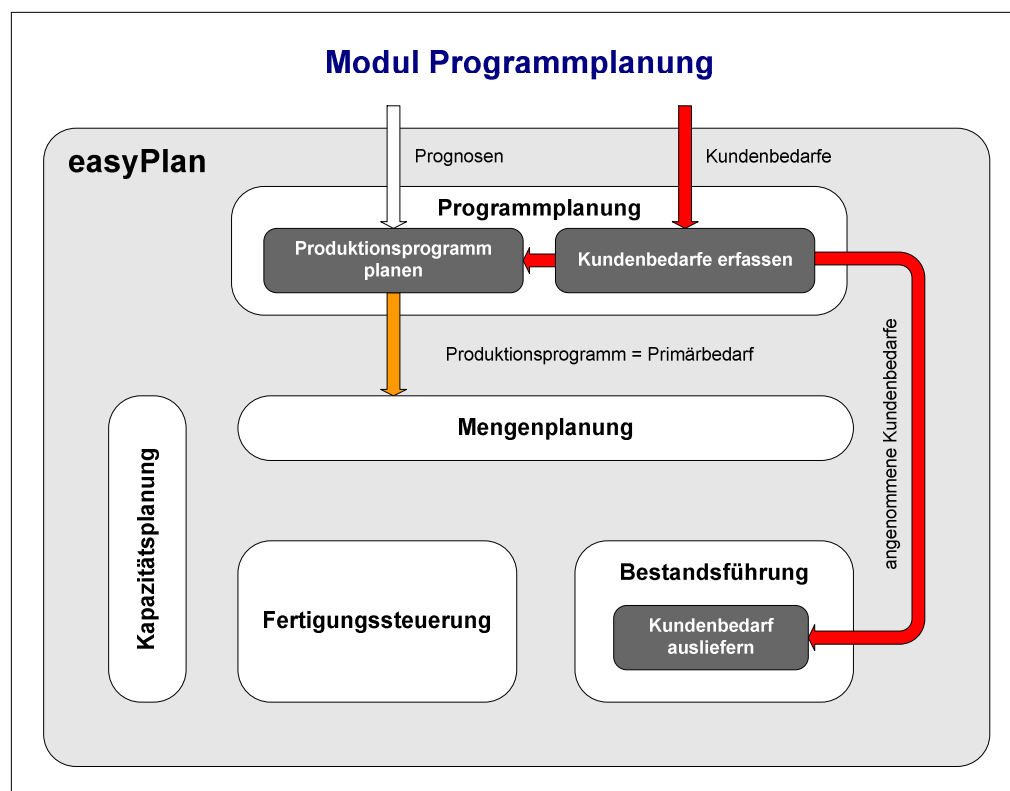 Modul Programmplanung
easyPlan
Prognosen
Kundenbedarfe
Programmplanung
Produktionsprogramm
planen
Kundenbedarfe erfassen
Produktionsprogramm = Primärbedarf
angenommene Kundenbedarfe
Mengenplanung
Kapazitätsplanung
Fertigungssteuerung
Bestandsführung
Kundenbedarf
ausliefern